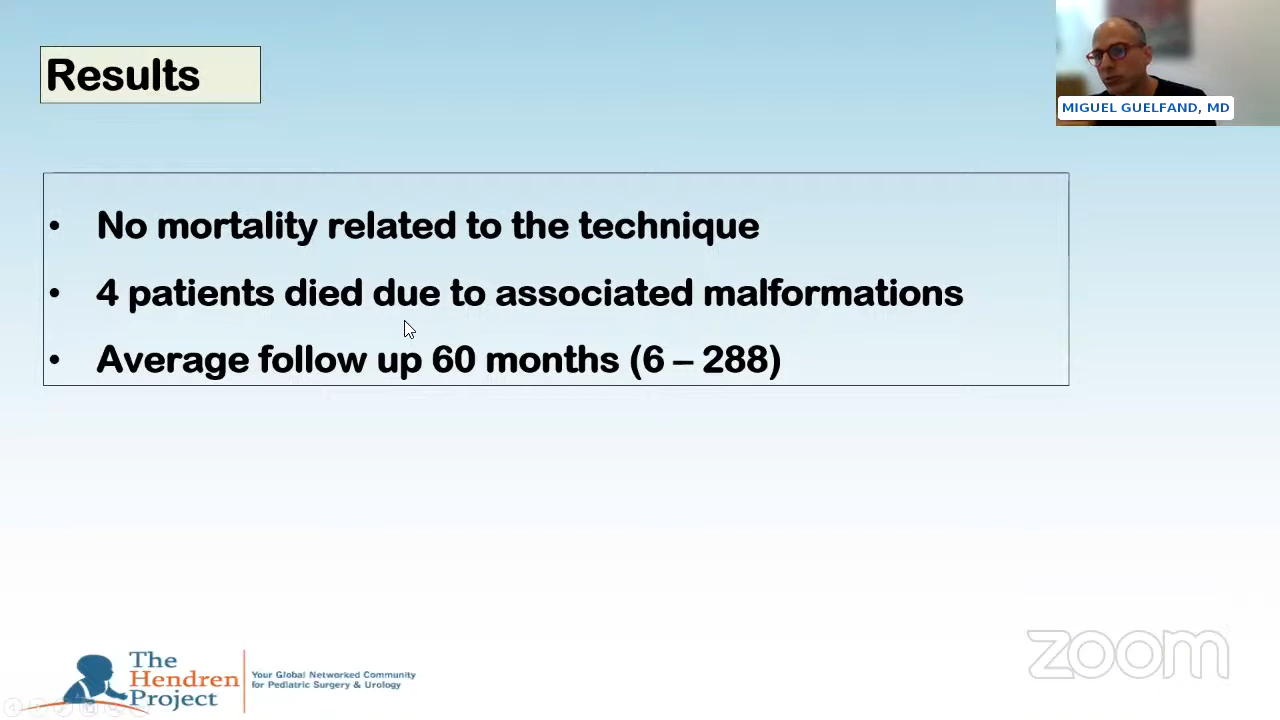 Results
MIGUEL GUELFAND, MD
• No mortality related to the technique
• 4 patients died due to associated malformations
• Average follow up 60 months (6 – 288)
The
Hendren
Project
Your Global Networked Community
for Pediatric Surgery & Urology
zoom